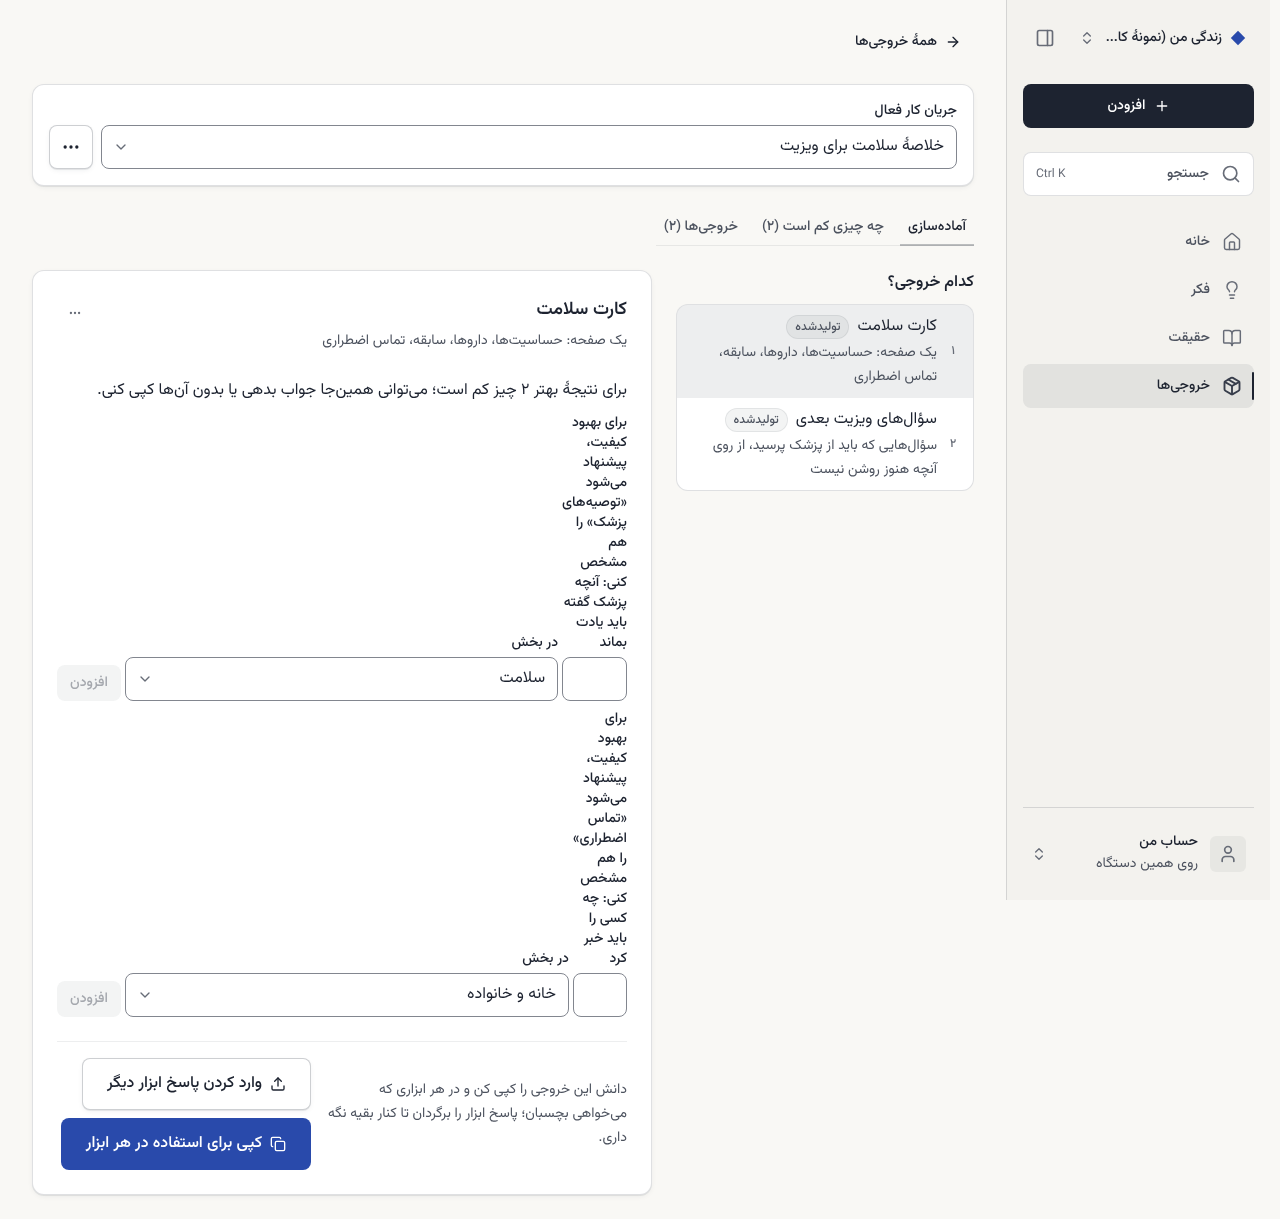 زندگی من (نمونهٔ کا...
افزودن
جستجو
Ctrl K
خانه
فکر
حقیقت
خروجی‌ها
حساب من
روی همین دستگاه
همهٔ خروجی‌ها
جریان کار فعال
خلاصهٔ سلامت برای ویزیت
آماده‌سازی
چه چیزی کم است (۲)
خروجی‌ها (۲)
کدام خروجی؟
کارت سلامت تولیدشده
۱
یک صفحه: حساسیت‌ها، داروها، سابقه،
تماس اضطراری
سؤال‌های ویزیت بعدی تولیدشده
۲
سؤال‌هایی که باید از پزشک پرسید، از روی
آنچه هنوز روشن نیست
کارت سلامت
...
یک صفحه: حساسیت‌ها، داروها، سابقه، تماس اضطراری
برای نتیجهٔ بهتر ۲ چیز کم است؛ می‌توانی همین‌جا جواب بدهی یا بدون آن‌ها کپی کنی.
برای بهبود
کیفیت،
پیشنهاد
می‌شود
«توصیه‌های
پزشک» را
هم
مشخص
کنی: آنچه
پزشک گفته
باید یادت
بماند
در بخش
سلامت
افزودن
برای
بهبود
کیفیت،
پیشنهاد
می‌شود
«تماس
اضطراری»
را هم
مشخص
کنی: چه
کسی را
باید خبر
کرد
در بخش
خانه و خانواده
افزودن
دانش این خروجی را کپی کن و در هر ابزاری که
می‌خواهی بچسبان؛ پاسخ ابزار را برگردان تا کنار بقیه نگه
داری.
وارد کردن پاسخ ابزار دیگر
کپی برای استفاده در هر ابزار